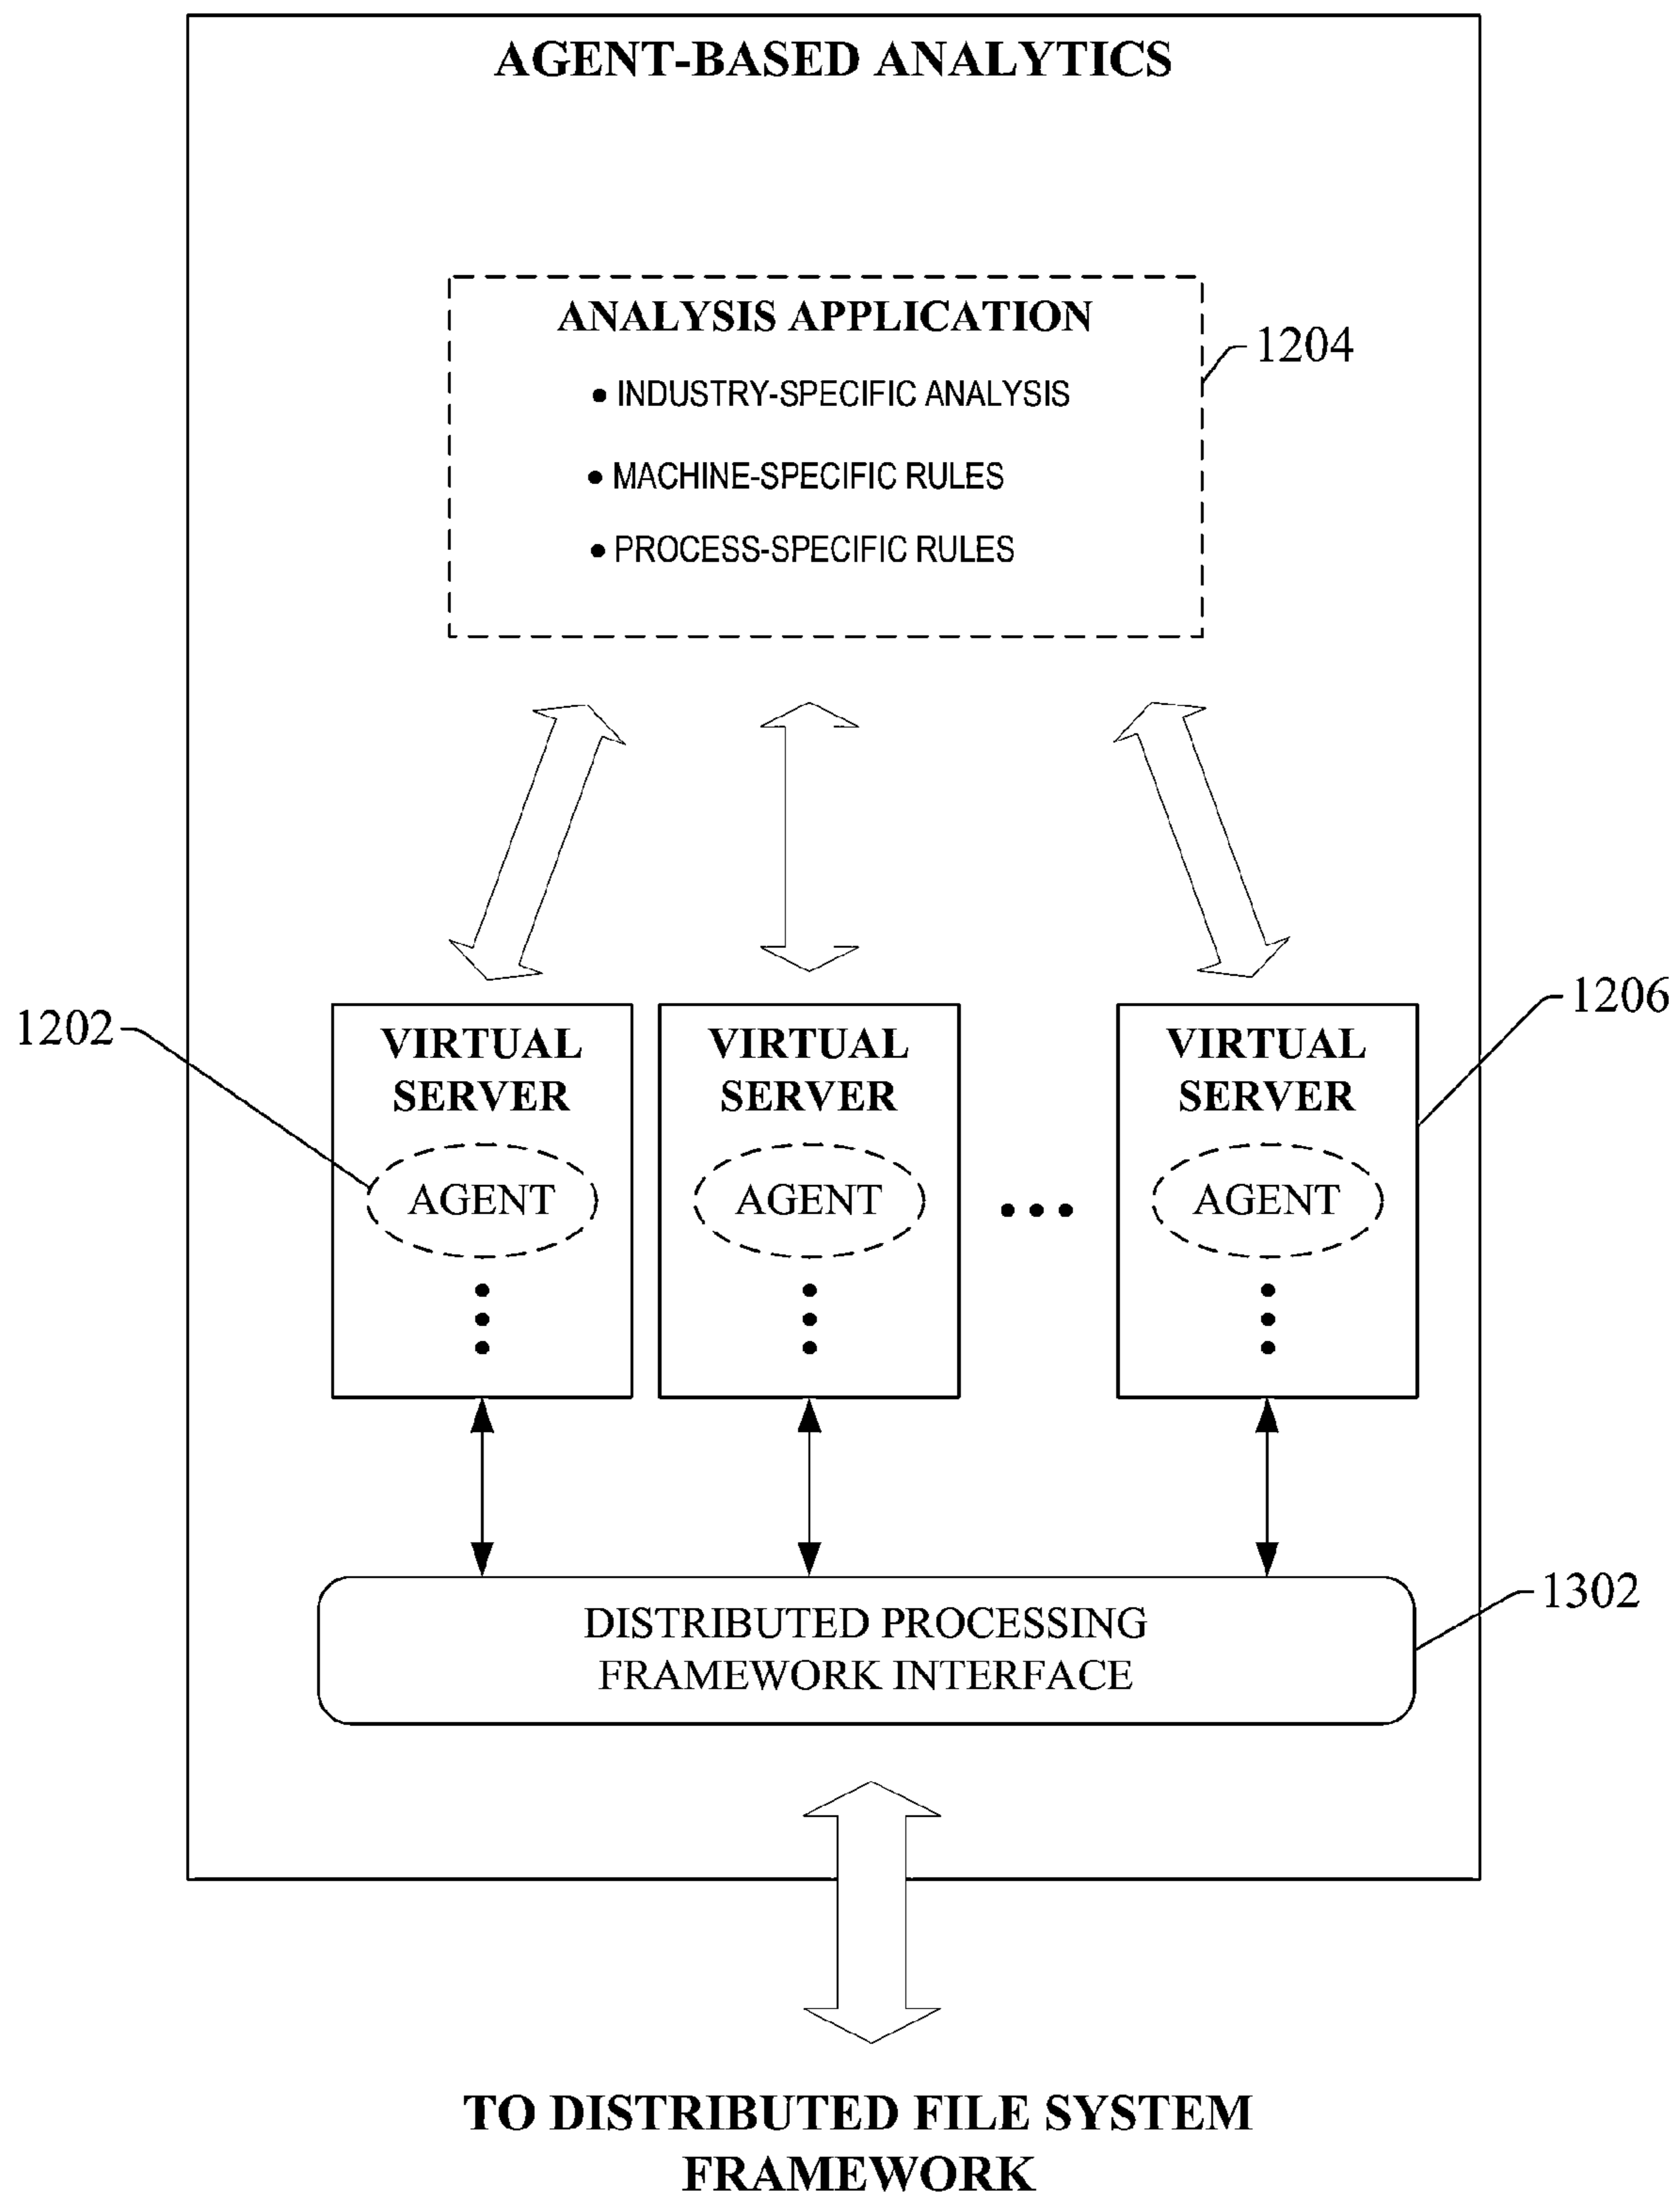 AGENT-BASED ANALYTICS
ANALYSIS APPLICATION
• INDUSTRY-SPECIFIC ANALYSIS
• MACHINE-SPECIFIC RULES
• PROCESS-SPECIFIC RULES
1204
1206
1202
VIRTUAL
SERVER
AGENT
VIRTUAL
SERVER
AGENT
VIRTUAL
SERVER
AGENT
1302
DISTRIBUTED PROCESSING
FRAMEWORK INTERFACE
TO DISTRIBUTED FILE SYSTEM
FRAMEWORK